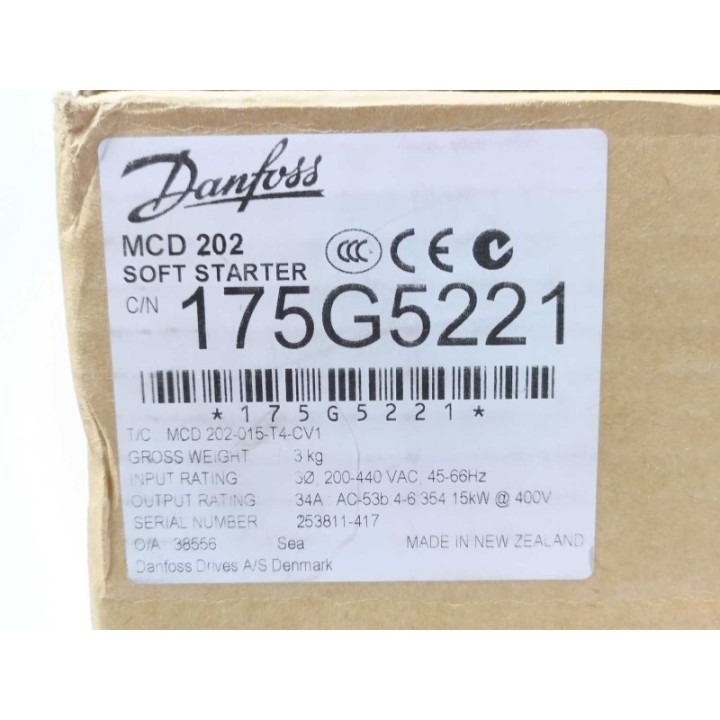 Danfoss
MCD 202
SOFT STARTER
CCC CE
C/N 175G5221
*175G5221*
T/C MCD 202-015-T4-CV1
GROSS WEIGHT 3 kg
INPUT RATING: 3Ø, 200-440 VAC, 45-66Hz
OUTPUT RATING: 34A : AC-53b 4-6:354 15kW @ 400V
SERIAL NUMBER 253811-417
O/A 38556 Sea MADE IN NEW ZEALAND
Danfoss Drives A/S Denmark